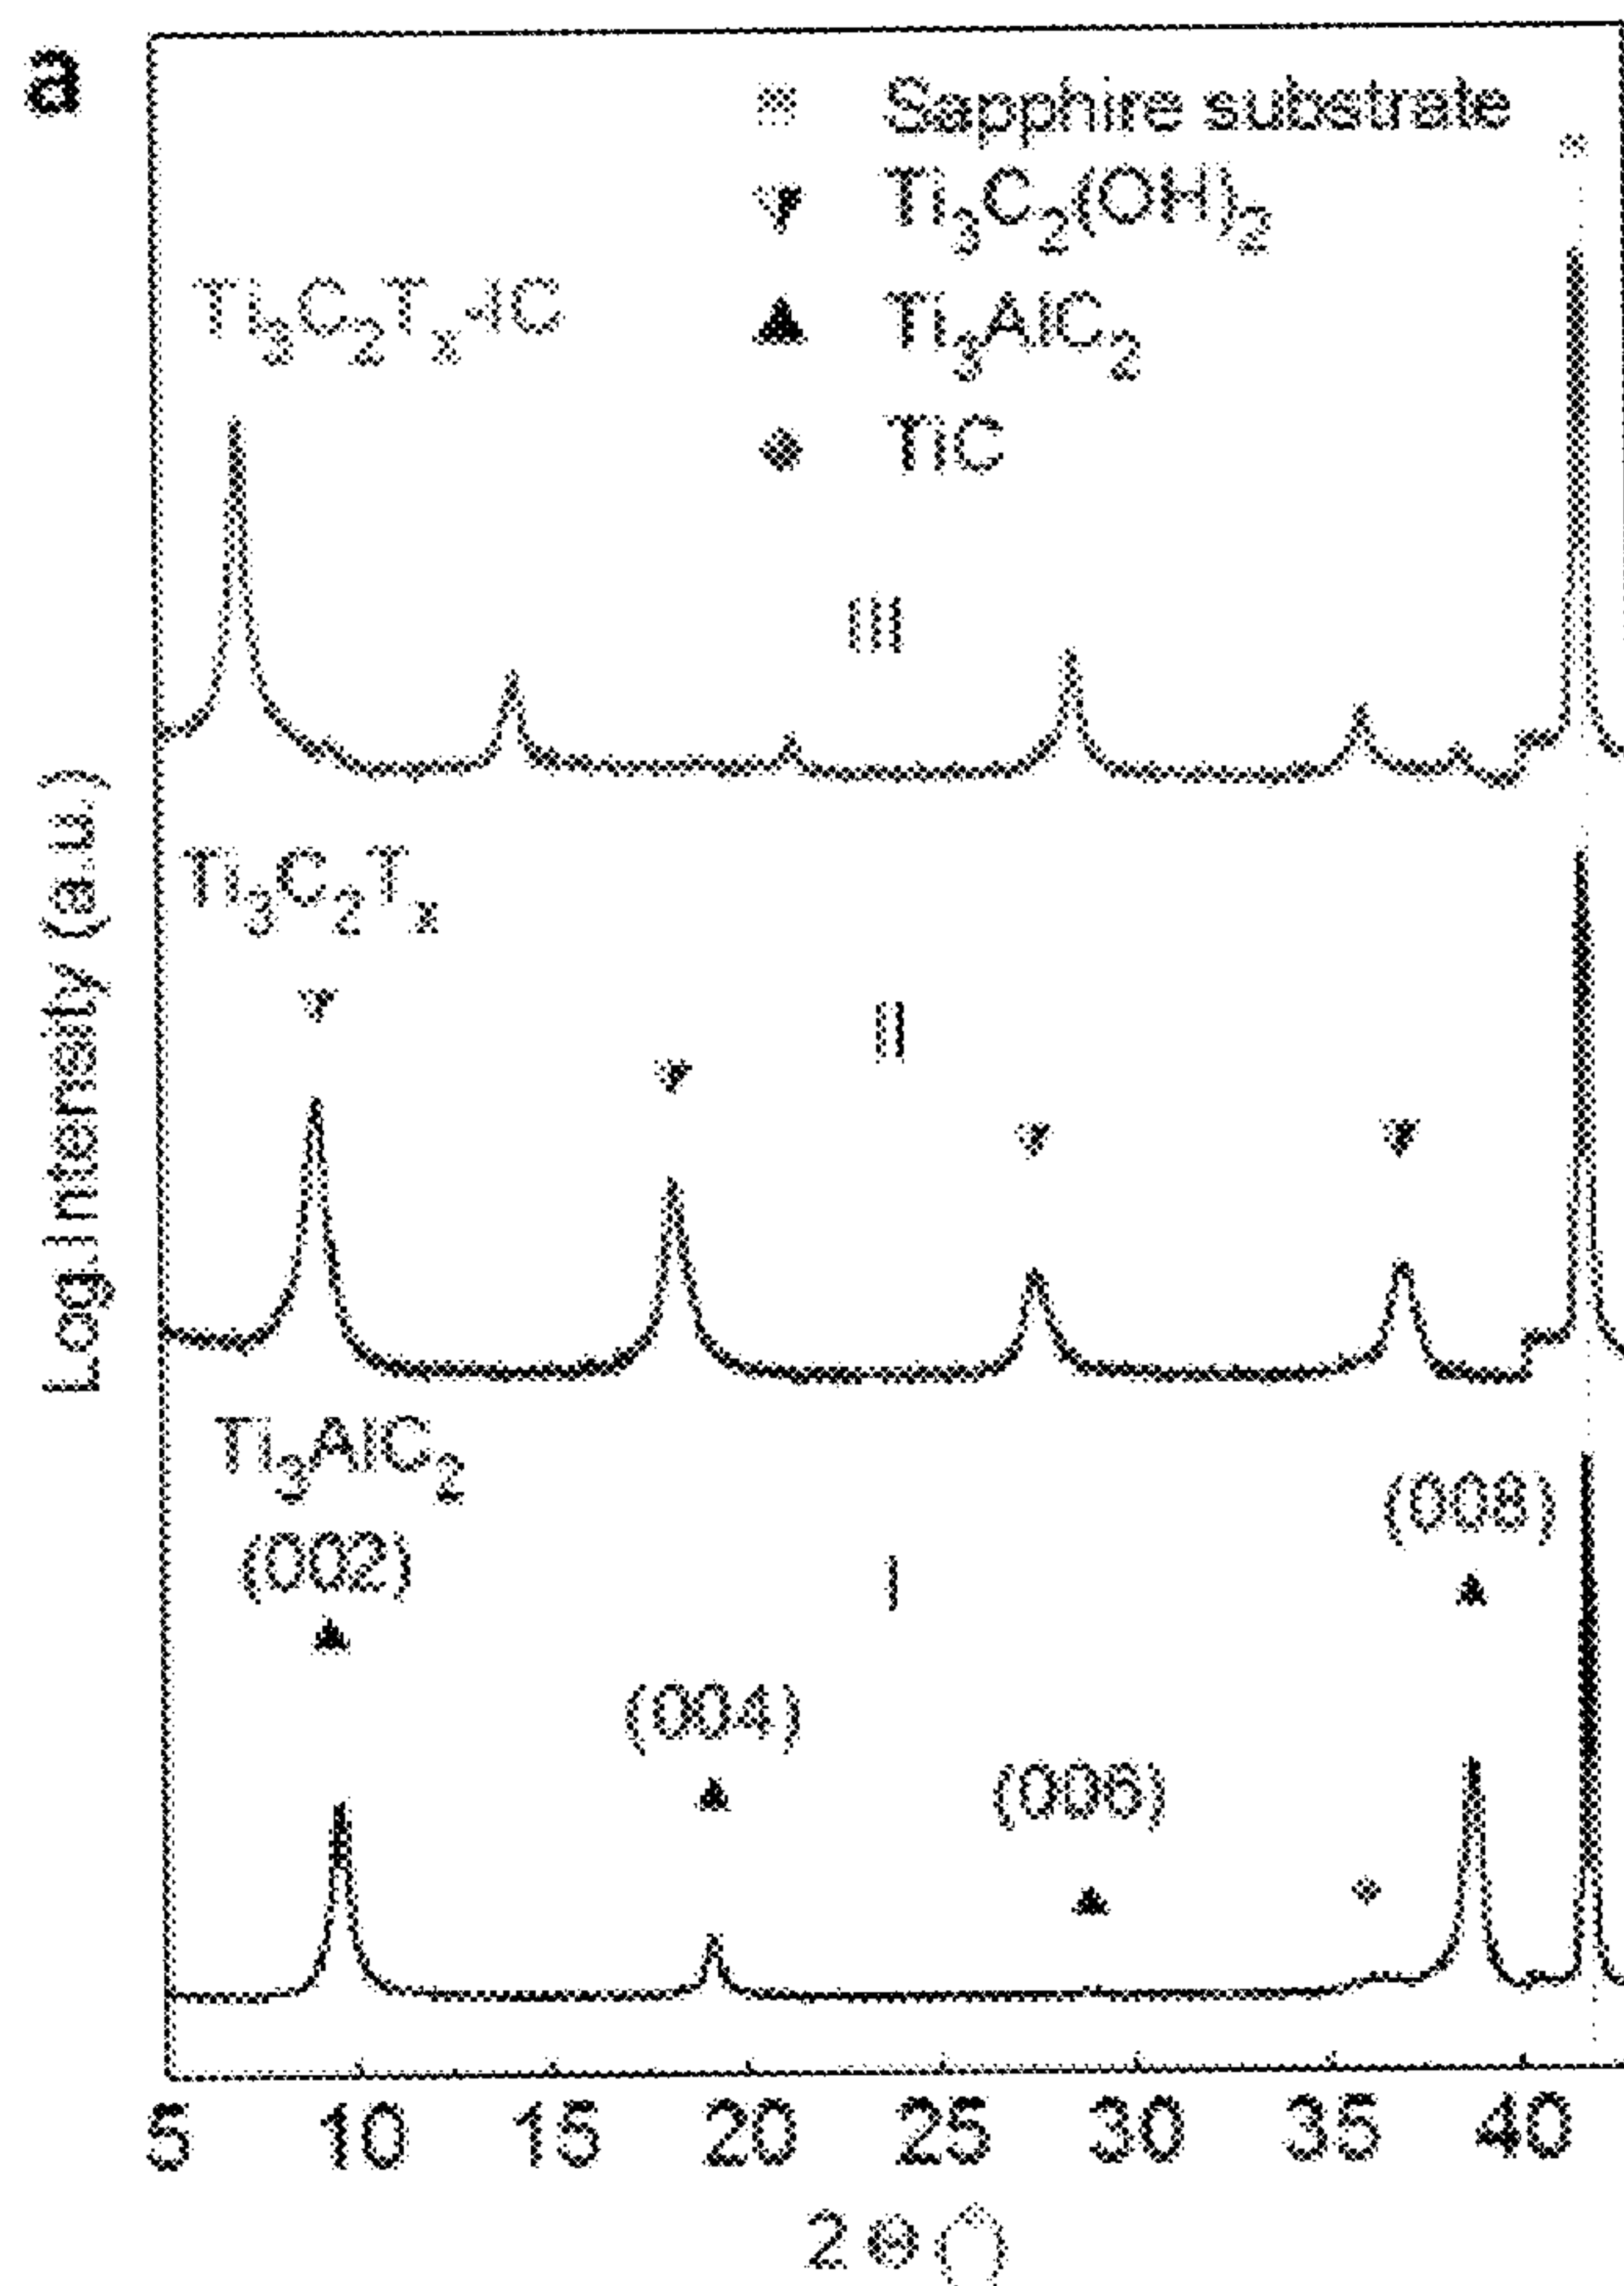 a
Sapphire substrate
Ti₃C₂(OH)₂
Ti₃C₂Tₓ-IC
Ti₃AlC₂
TiC
III
Log.Intensity (a.u.)
Ti₃C₂Tₓ
II
Ti₃AlC₂
(008)
(002)
I
(004)
(006)
5 10 15 20 25 30 35 40
2 Θ (°)